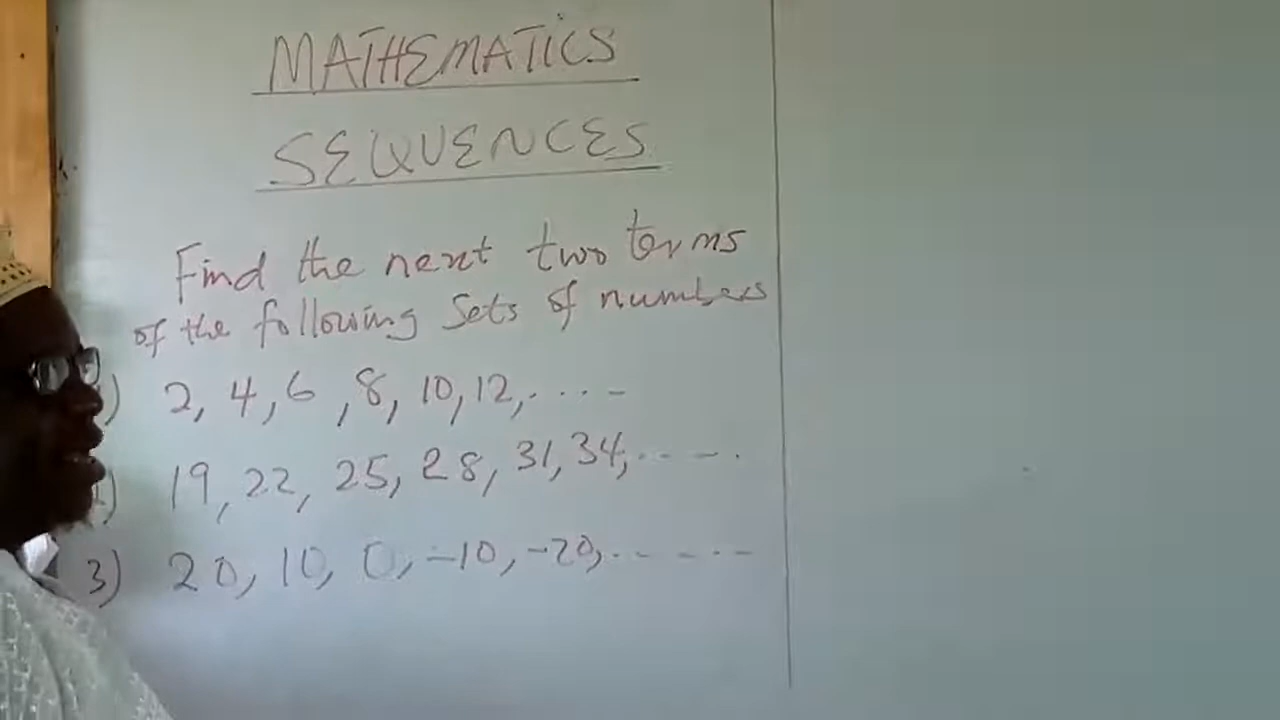 MATHEMATICS
SEQUENCES
Find the next two terms
of the following sets of numbers
) 2, 4, 6, 8, 10, 12, .....
) 19, 22, 25, 28, 31, 34, .....
3) 20, 10, 0, -10, -20, ......